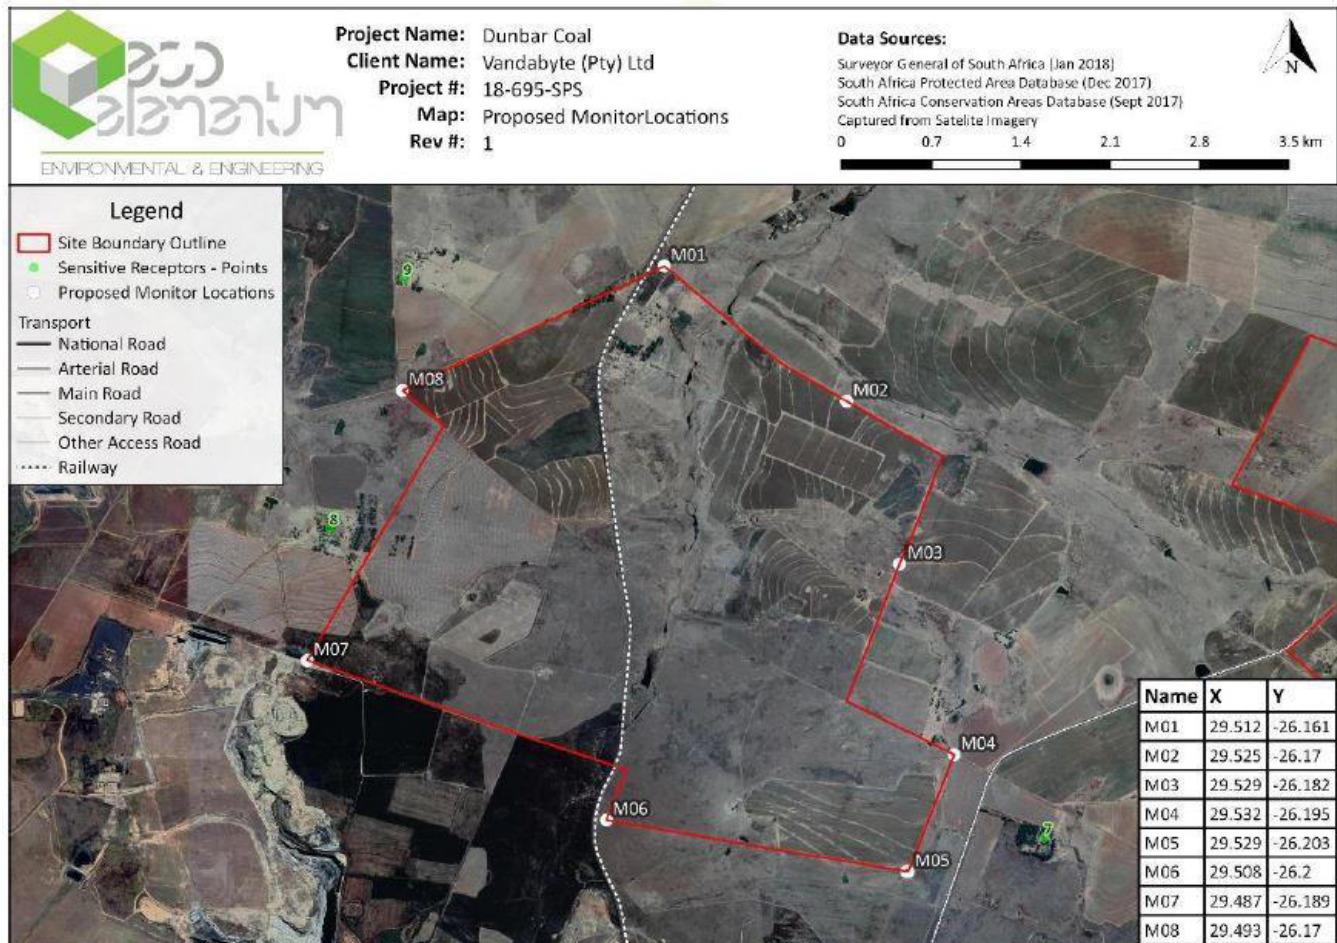 eco
elementum
ENVIRONMENTAL & ENGINEERING
Project Name: Dunbar Coal
Client Name: Vandabyte (Pty) Ltd
Project #: 18-695-SPS
Map: Proposed MonitorLocations
Rev #: 1
Data Sources:
Surveyor General of South Africa (Jan 2018)
South Africa Protected Area Database (Dec 2017)
South Africa Conservation Areas Database (Sept 2017)
Captured from Satelite Imagery
0 0.7 1.4 2.1 2.8 3.5 km
N
Legend
Site Boundary Outline
Sensitive Receptors - Points
Proposed Monitor Locations
Transport
National Road
Arterial Road
Main Road
Secondary Road
Other Access Road
Railway
M01
9
M08
M02
8
M03
M07
M04
M06
7
M05
Name X Y
M01 29.512 -26.161
M02 29.525 -26.17
M03 29.529 -26.182
M04 29.532 -26.195
M05 29.529 -26.203
M06 29.508 -26.2
M07 29.487 -26.189
M08 29.493 -26.17